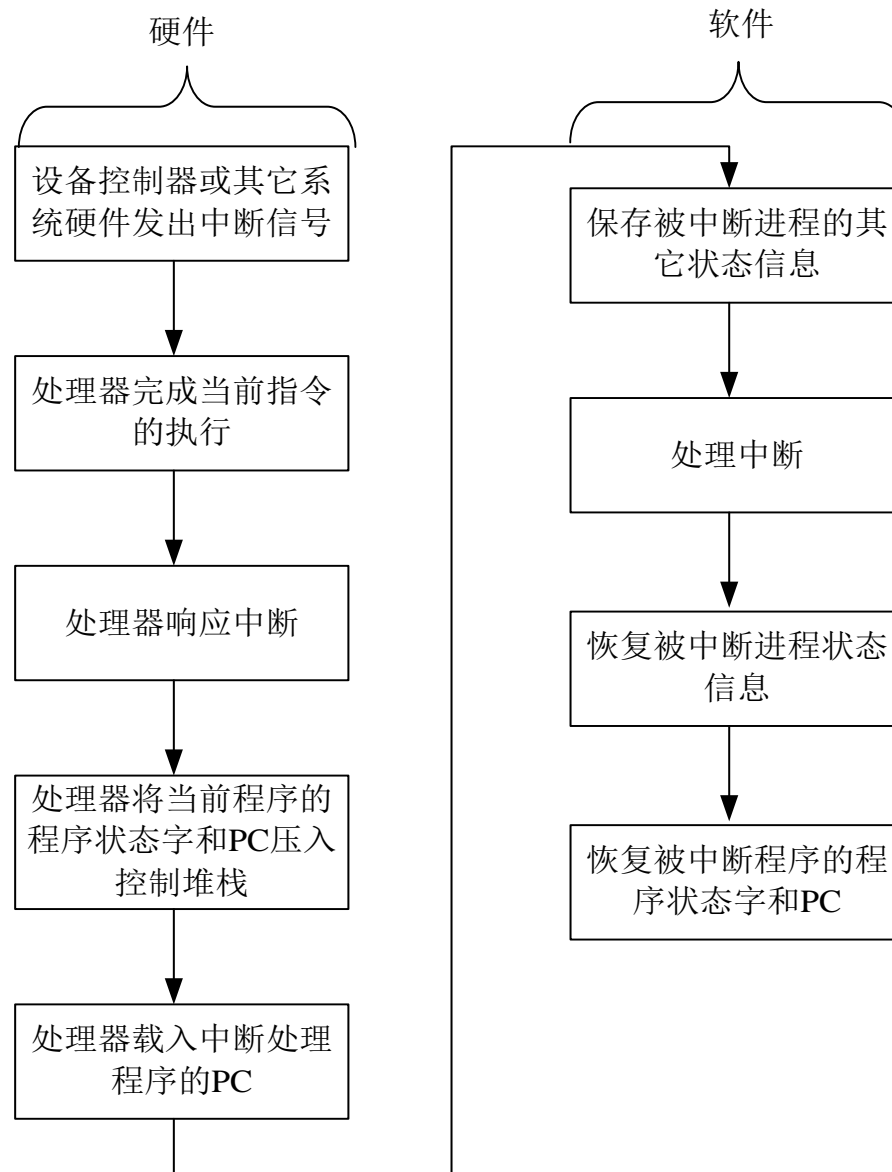 硬件
设备控制器或其它系
统硬件发出中断信号
处理器完成当前指令
的执行
处理器响应中断
处理器将当前程序的
程序状态字和PC压入
控制堆栈
处理器载入中断处理
程序的PC
软件
保存被中断进程的其
它状态信息
处理中断
恢复被中断进程状态
信息
恢复被中断程序的程
序状态字和PC